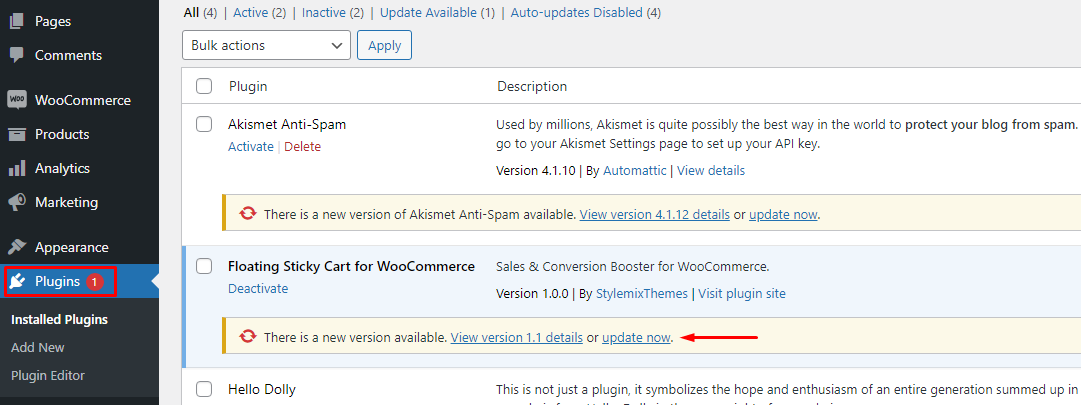 Pages
Comments
WOO WooCommerce
Products
Analytics
Marketing
Appearance
Plugins 1
Installed Plugins
Add New
Plugin Editor
All (4) | Active (2) | Inactive (2) | Update Available (1) | Auto-updates Disabled (4)
Bulk actions Apply
Plugin Description
Akismet Anti-Spam Used by millions, Akismet is quite possibly the best way in the world to protect your blog from spam.
Activate | Delete go to your Akismet Settings page to set up your API key.
Version 4.1.10 | By Automattic | View details
There is a new version of Akismet Anti-Spam available. View version 4.1.12 details or update now.
Floating Sticky Cart for WooCommerce Sales & Conversion Booster for WooCommerce.
Deactivate Version 1.0.0 | By StylemixThemes | Visit plugin site
There is a new version available. View version 1.1 details or update now.
Hello Dolly This is not just a plugin, it symbolizes the hope and enthusiasm of an entire generation summed up in